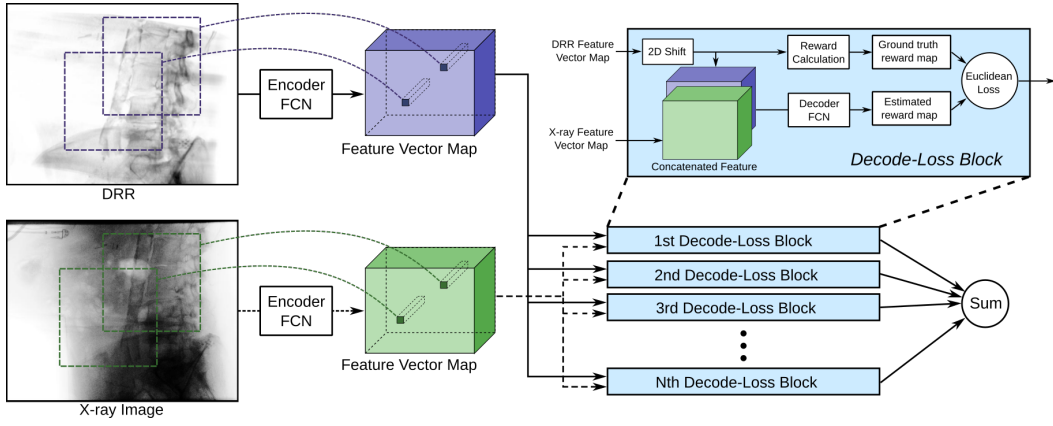 DRR
Encoder
FCN
Feature Vector Map
X-ray Image
Encoder
FCN
Feature Vector Map
DRR Feature
Vector Map
2D Shift
Reward
Calculation
Ground truth
reward map
Euclidean
Loss
X-ray Feature
Vector Map
Decoder
FCN
Estimated
reward map
Concatenated Feature
Decode-Loss Block
1st Decode-Loss Block
2nd Decode-Loss Block
3rd Decode-Loss Block
Nth Decode-Loss Block
Sum